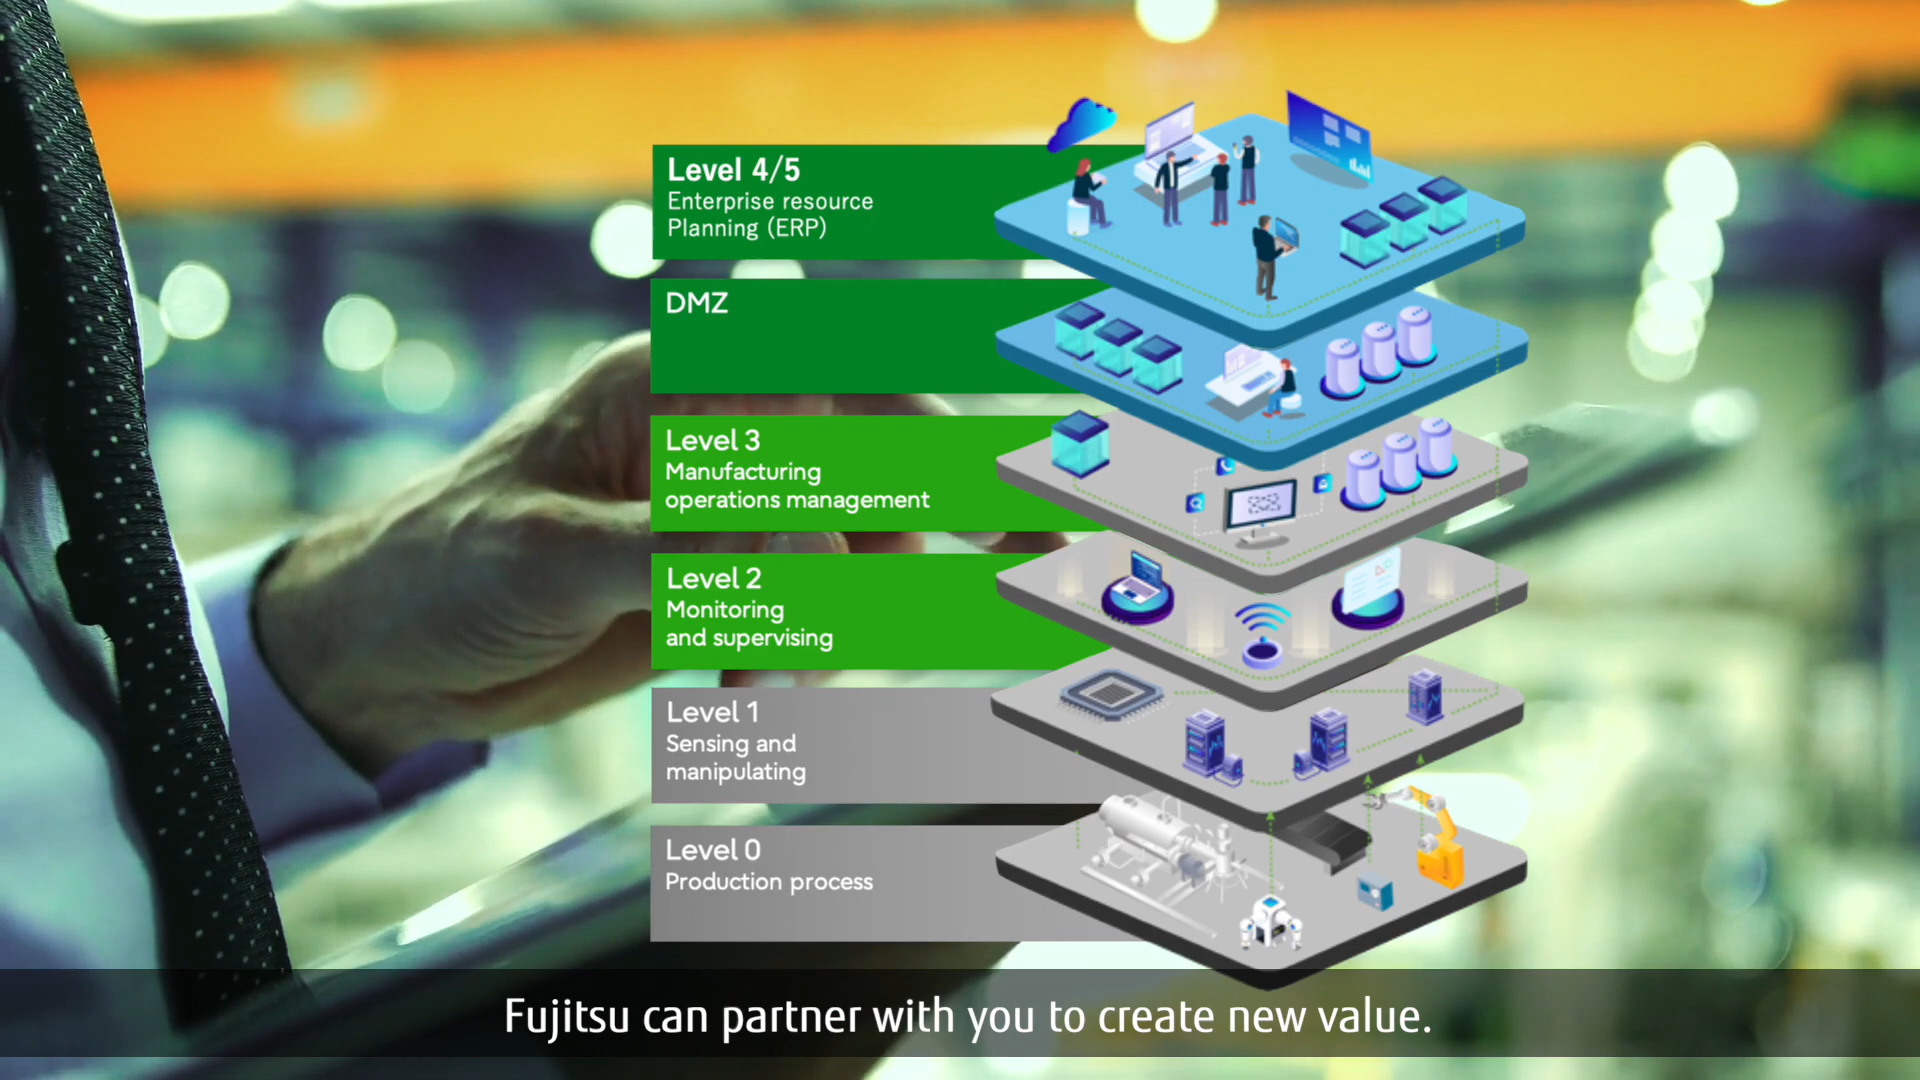 Level 4/5
Enterprise resource
Planning (ERP)
DMZ
Level 3
Manufacturing
operations management
Level 2
Monitoring
and supervising
Level 1
Sensing and
manipulating
Level 0
Production process
Fujitsu can partner with you to create new value.